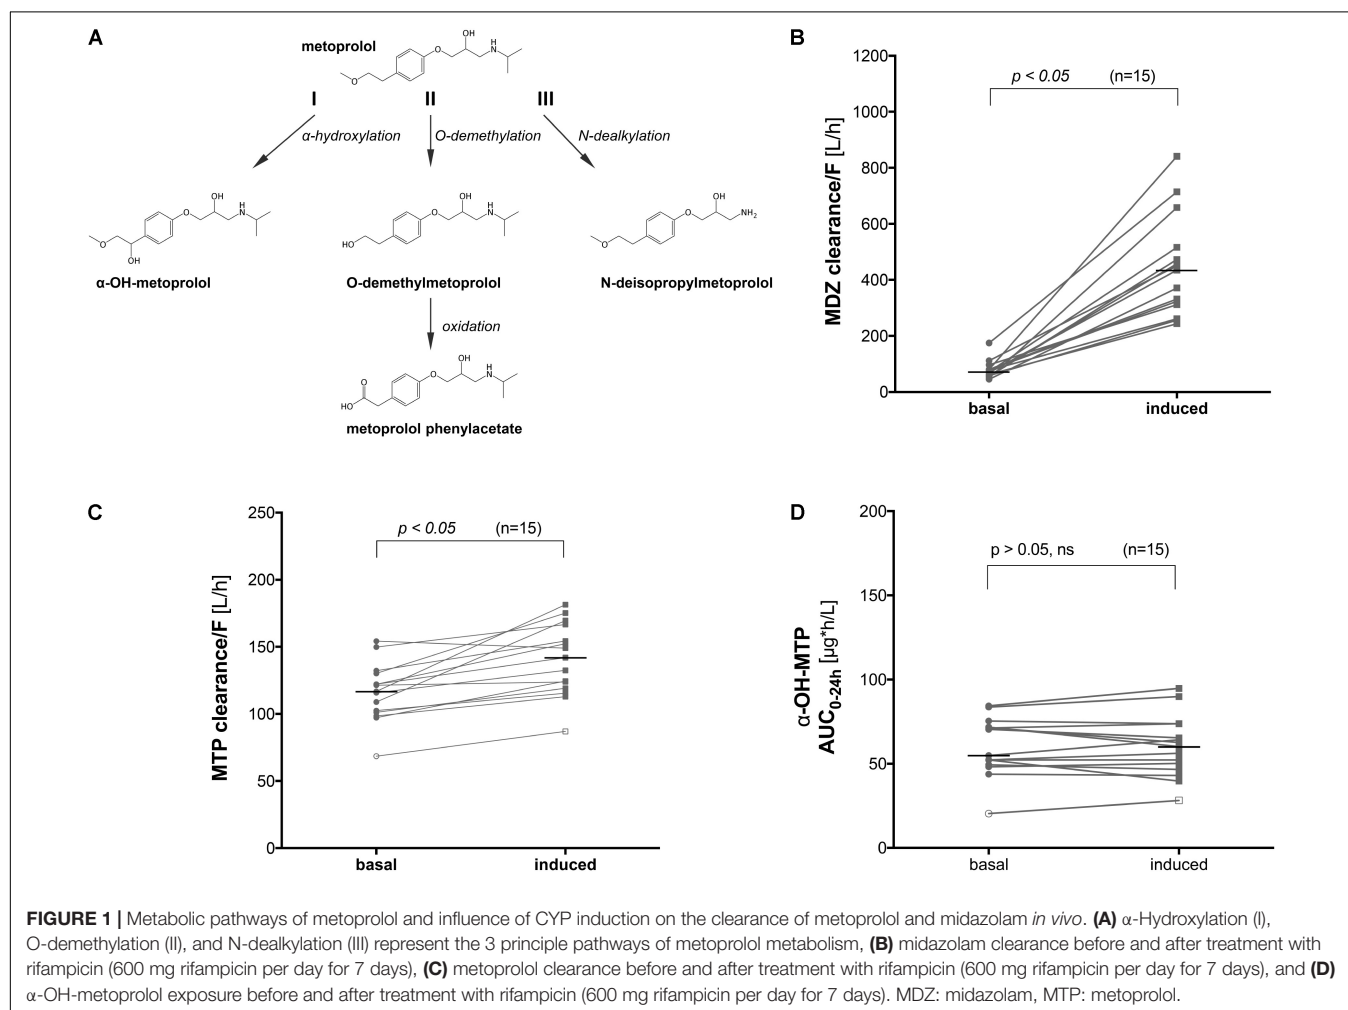 A
metoprolol
O
OH
O
H
N
I
II
III
α-hydroxylation
O-demethylation
N-dealkylation
O
OH
O
OH
H
N
HO
O
OH
H
N
O
O
OH
NH₂
α-OH-metoprolol
O-demethylmetoprolol
N-deisopropylmetoprolol
oxidation
HO
O
O
OH
H
N
metoprolol phenylacetate
B
MDZ clearance/F [L/h]
1200
1000
800
600
400
200
0
p < 0.05 (n=15)
basal induced
C
MTP clearance/F [L/h]
250
200
150
100
50
0
p < 0.05 (n=15)
basal induced
D
α-OH-MTP
AUC0-24h [µg*h/L]
200
150
100
50
0
p > 0.05, ns (n=15)
basal induced
FIGURE 1 | Metabolic pathways of metoprolol and influence of CYP induction on the clearance of metoprolol and midazolam in vivo. (A) α-Hydroxylation (I),
O-demethylation (II), and N-dealkylation (III) represent the 3 principle pathways of metoprolol metabolism, (B) midazolam clearance before and after treatment with
rifampicin (600 mg rifampicin per day for 7 days), (C) metoprolol clearance before and after treatment with rifampicin (600 mg rifampicin per day for 7 days), and (D)
α-OH-metoprolol exposure before and after treatment with rifampicin (600 mg rifampicin per day for 7 days). MDZ: midazolam, MTP: metoprolol.